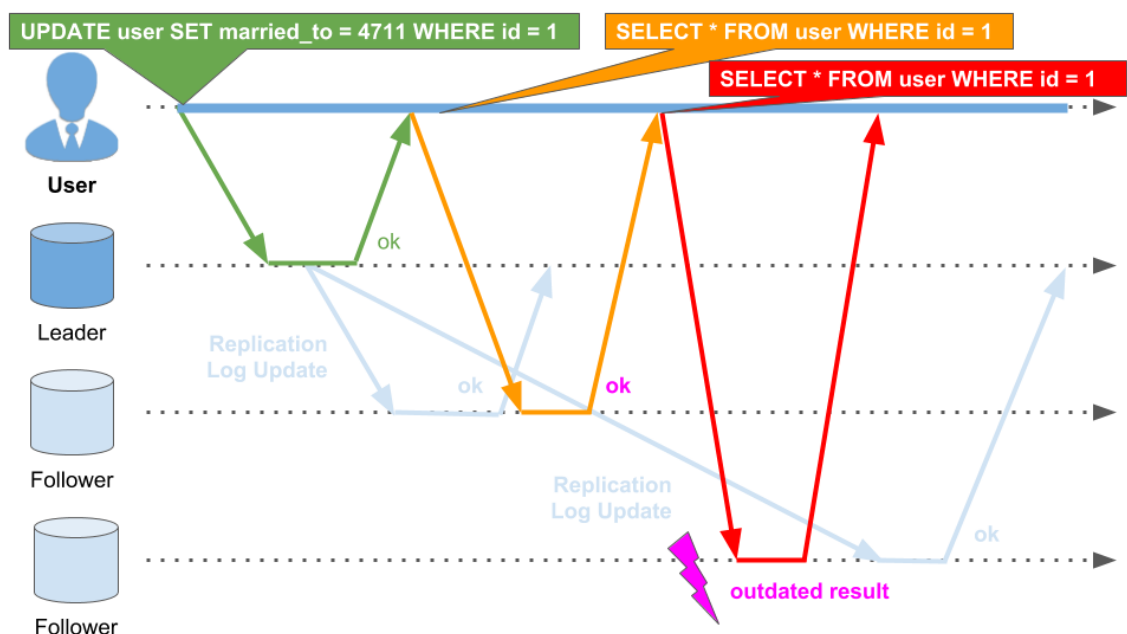 UPDATE user SET married_to = 4711 WHERE id = 1
SELECT * FROM user WHERE id = 1
SELECT * FROM user WHERE id = 1
User
ok
Leader
Replication
Log Update
ok
ok
Follower
Replication
Log Update
ok
outdated result
Follower